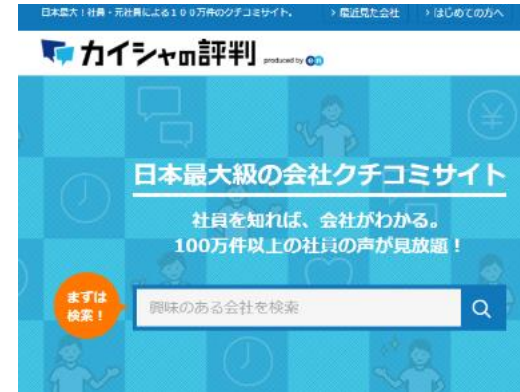 日本最大！社員・元社員による１００万件のクチコミサイト。 > 最近見た会社 > はじめての方へ
カイシャの評判 produced by en
日本最大級の会社クチコミサイト
社員を知れば、会社がわかる。
100万件以上の社員の声が見放題！
まずは
検索！
興味のある会社を検索